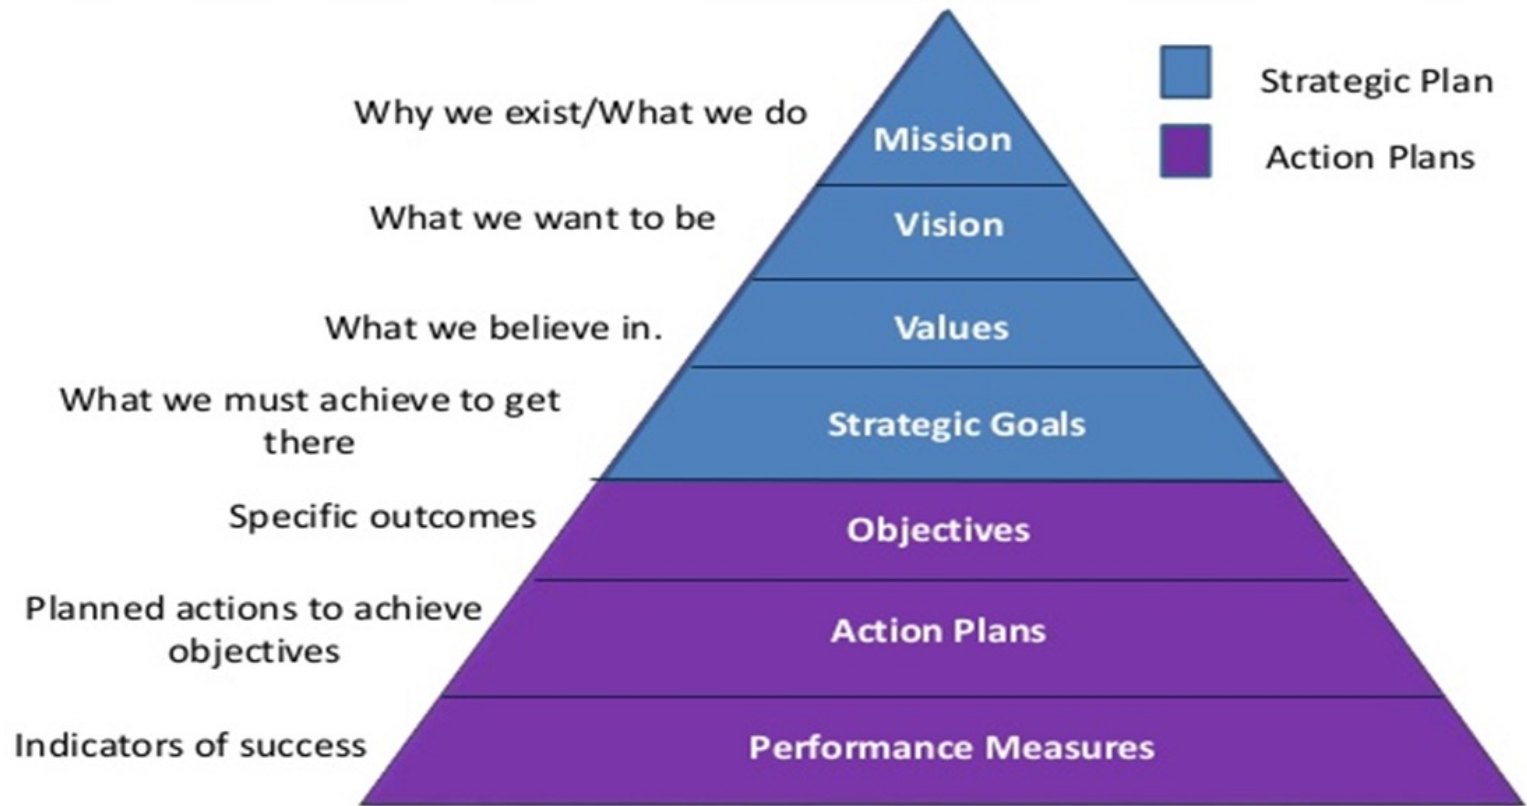 Why we exist/What we do
Mission
Strategic Plan
Action Plans
What we want to be
Vision
What we believe in.
Values
What we must achieve to get
there
Strategic Goals
Specific outcomes
Objectives
Planned actions to achieve
objectives
Action Plans
Indicators of success
Performance Measures